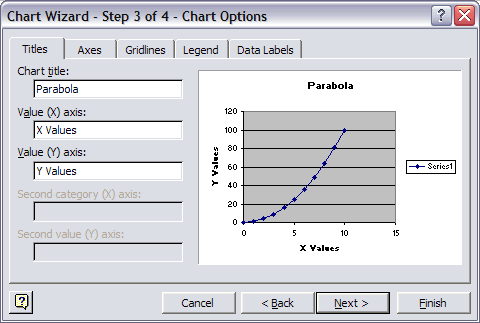 Chart Wizard - Step 3 of 4 - Chart Options
Titles Axes Gridlines Legend Data Labels
Chart title:
Parabola
Value (X) axis:
X Values
Value (Y) axis:
Y Values
Second category (X) axis:
Second value (Y) axis:
Parabola
120
100
80
60
40
20
0
Y Values
0 5 10 15
X Values
Series1
Cancel < Back Next > Finish